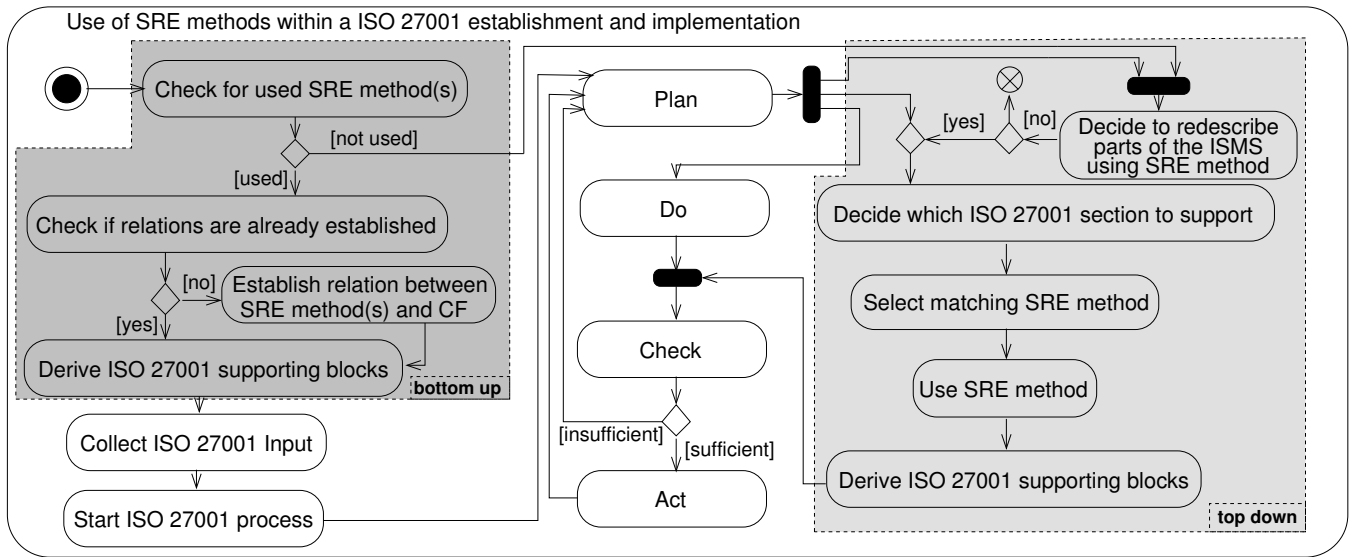 Use of SRE methods within a ISO 27001 establishment and implementation
Check for used SRE method(s)
[not used]
[used]
Check if relations are already established
[no]
Establish relation between
SRE method(s) and CF
[yes]
Derive ISO 27001 supporting blocks
bottom up
Collect ISO 27001 Input
Start ISO 27001 process
Plan
Do
Check
[insufficient]
[sufficient]
Act
[yes]
[no]
Decide to redescribe
parts of the ISMS
using SRE method
Decide which ISO 27001 section to support
Select matching SRE method
Use SRE method
Derive ISO 27001 supporting blocks
top down